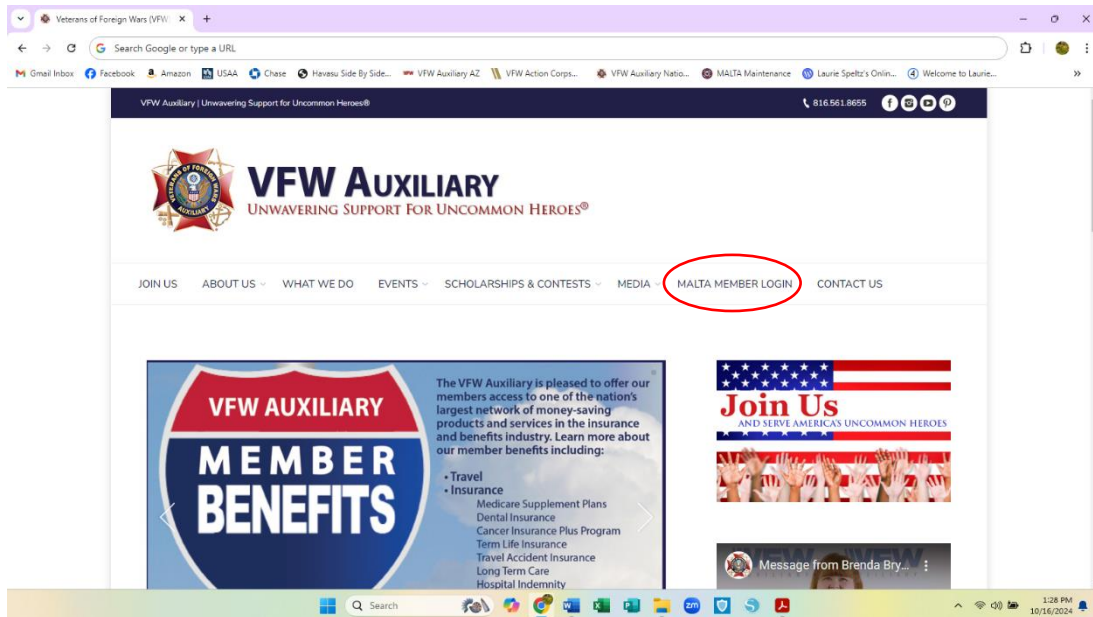 Veterans of Foreign Wars (VFW
Search Google or type a URL
Gmail Inbox Facebook Amazon USAA Chase Havasu Side By Side... VFW Auxiliary AZ VFW Action Corps... VFW Auxiliary Natio... MALTA Maintenance Laurie Speltz's Onlin... Welcome to Laurie...
VFW Auxiliary | Unwavering Support for Uncommon Heroes® 816.561.8655
VETERANS OF FOREIGN WARS
AUXILIARY
VFW AUXILIARY
UNWAVERING SUPPORT FOR UNCOMMON HEROES®
JOIN US ABOUT US WHAT WE DO EVENTS SCHOLARSHIPS & CONTESTS MEDIA MALTA MEMBER LOGIN CONTACT US
VFW AUXILIARY
MEMBER
BENEFITS
The VFW Auxiliary is pleased to offer our
members access to one of the nation's
largest network of money-saving
products and services in the insurance
and benefits industry. Learn more about
our member benefits including:
• Travel
• Insurance
Medicare Supplement Plans
Dental Insurance
Cancer Insurance Plus Program
Term Life Insurance
Travel Accident Insurance
Long Term Care
Hospital Indemnity
Join Us
AND SERVE AMERICA'S UNCOMMON HEROES
Message from Brenda Bry...
Search
zm
1:28 PM
10/16/2024